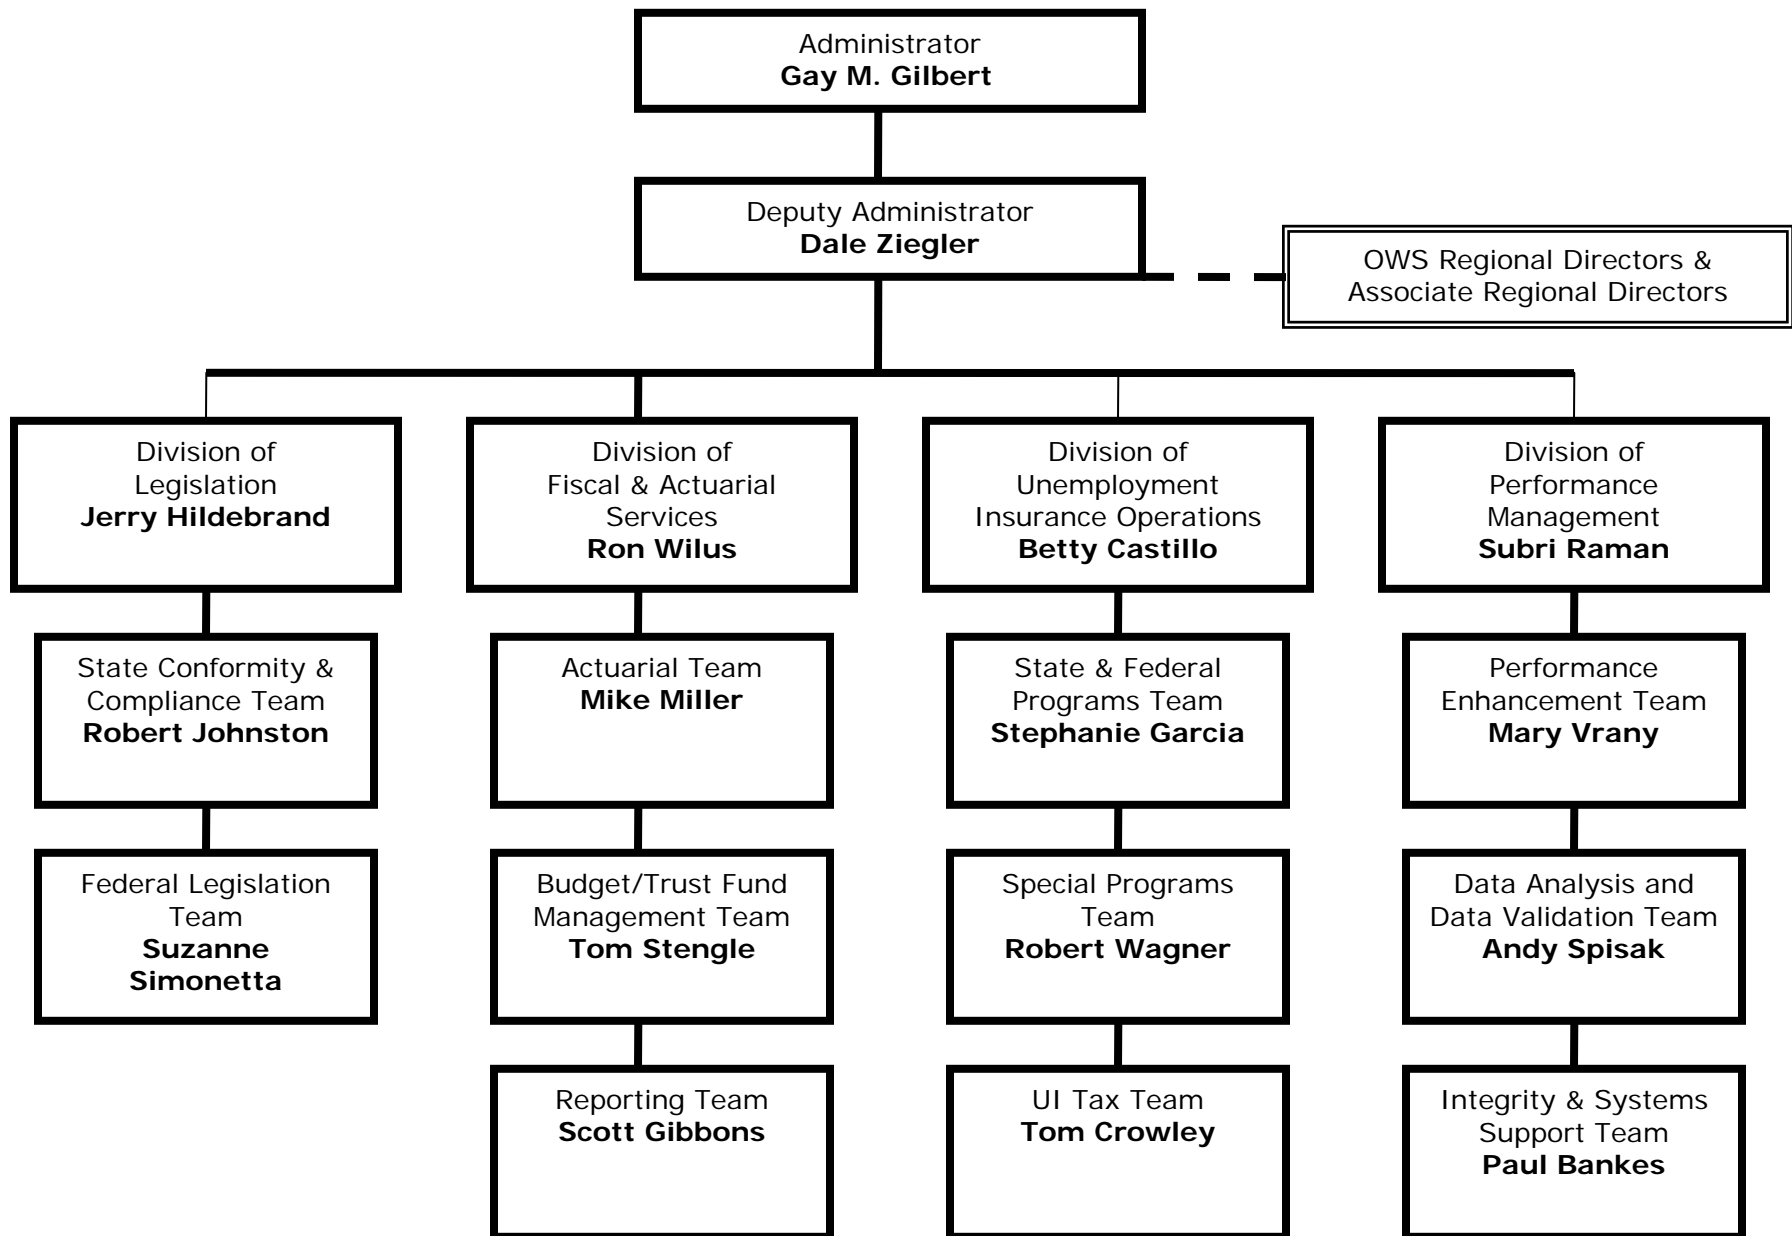 Administrator
Gay M. Gilbert
Deputy Administrator
Dale Ziegler
OWS Regional Directors &
Associate Regional Directors
Division of
Legislation
Jerry Hildebrand
Division of
Fiscal & Actuarial
Services
Ron Wilus
Division of
Unemployment
Insurance Operations
Betty Castillo
Division of
Performance
Management
Subri Raman
State Conformity &
Compliance Team
Robert Johnston
Actuarial Team
Mike Miller
State & Federal
Programs Team
Stephanie Garcia
Performance
Enhancement Team
Mary Vrany
Federal Legislation
Team
Suzanne
Simonetta
Budget/Trust Fund
Management Team
Tom Stengle
Special Programs
Team
Robert Wagner
Data Analysis and
Data Validation Team
Andy Spisak
Reporting Team
Scott Gibbons
UI Tax Team
Tom Crowley
Integrity & Systems
Support Team
Paul Bankes